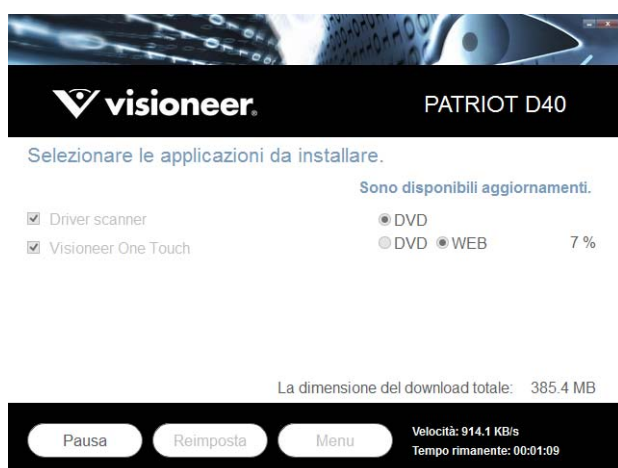 visioneer®
PATRIOT D40
Selezionare le applicazioni da installare.
Sono disponibili aggiornamenti.
Driver scanner
DVD
Visioneer One Touch
DVD WEB 7 %
La dimensione del download totale: 385.4 MB
Pausa Reimposta Menu
Velocità: 914.1 KB/s
Tempo rimanente: 00:01:09